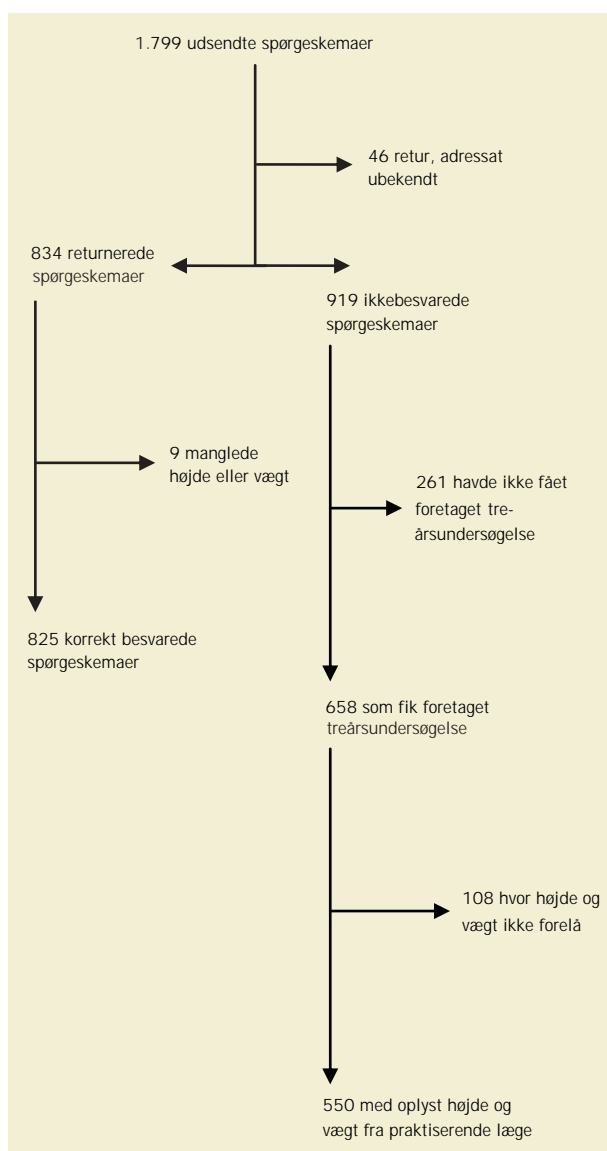 1.799 udsendte spørgeskemaer
46 retur, adressat
ubekendt
834 returnerede
spørgeskemaer
919 ikkebesvarede
spørgeskemaer
9 manglede
højde eller vægt
261 havde ikke fået
foretaget tre-
årsundersøgelse
825 korrekt besvarede
spørgeskemaer
658 som fik foretaget
treårsundersøgelse
108 hvor højde og
vægt ikke forelå
550 med oplyst højde og
vægt fra praktiserende læge